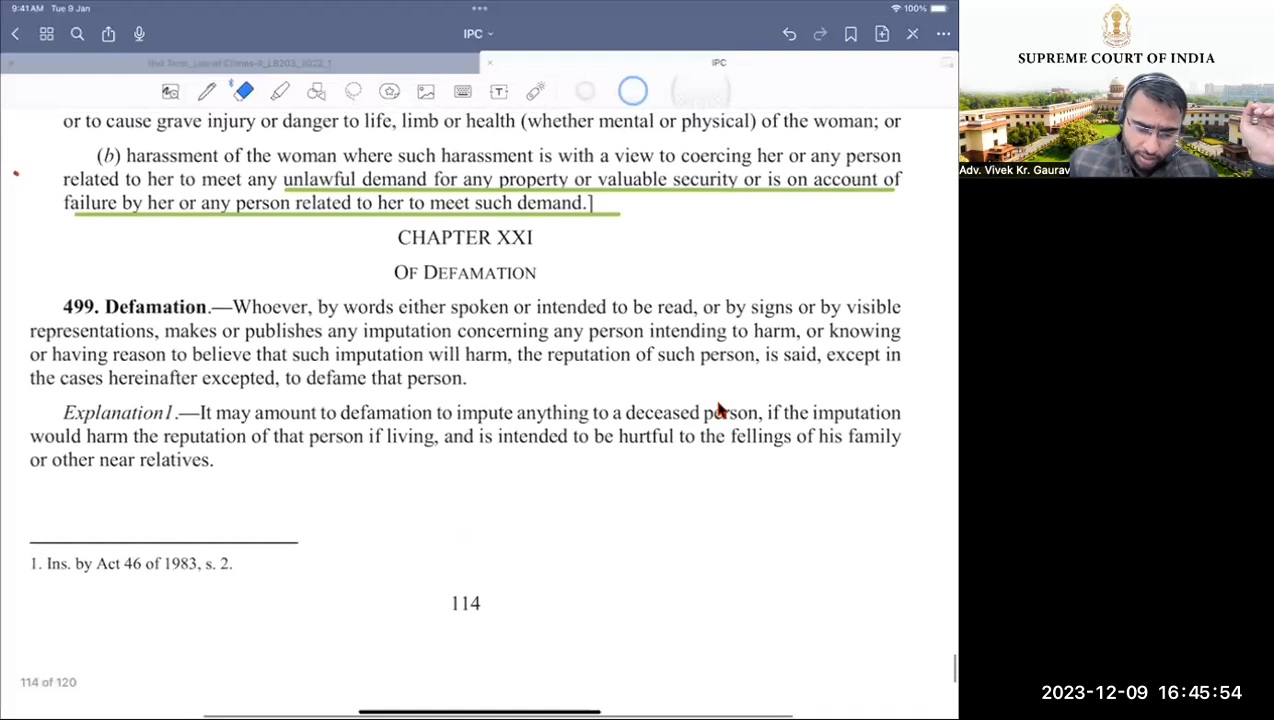 9:41 AM Tue 9 Jan
100%
IPC
IPC
T
or to cause grave injury or danger to life, limb or health (whether mental or physical) of the woman; or
(b) harassment of the woman where such harassment is with a view to coercing her or any person
related to her to meet any unlawful demand for any property or valuable security or is on account of
failure by her or any person related to her to meet such demand.]
CHAPTER XXI
OF DEFAMATION
499. Defamation.—Whoever, by words either spoken or intended to be read, or by signs or by visible
representations, makes or publishes any imputation concerning any person intending to harm, or knowing
or having reason to believe that such imputation will harm, the reputation of such person, is said, except in
the cases hereinafter excepted, to defame that person.
Explanation1.—It may amount to defamation to impute anything to a deceased person, if the imputation
would harm the reputation of that person if living, and is intended to be hurtful to the fellings of his family
or other near relatives.
1. Ins. by Act 46 of 1983, s. 2.
114
114 of 120
SUPREME COURT OF INDIA
Adv. Vivek Kr. Gaurav
2023-12-09 16:45:54